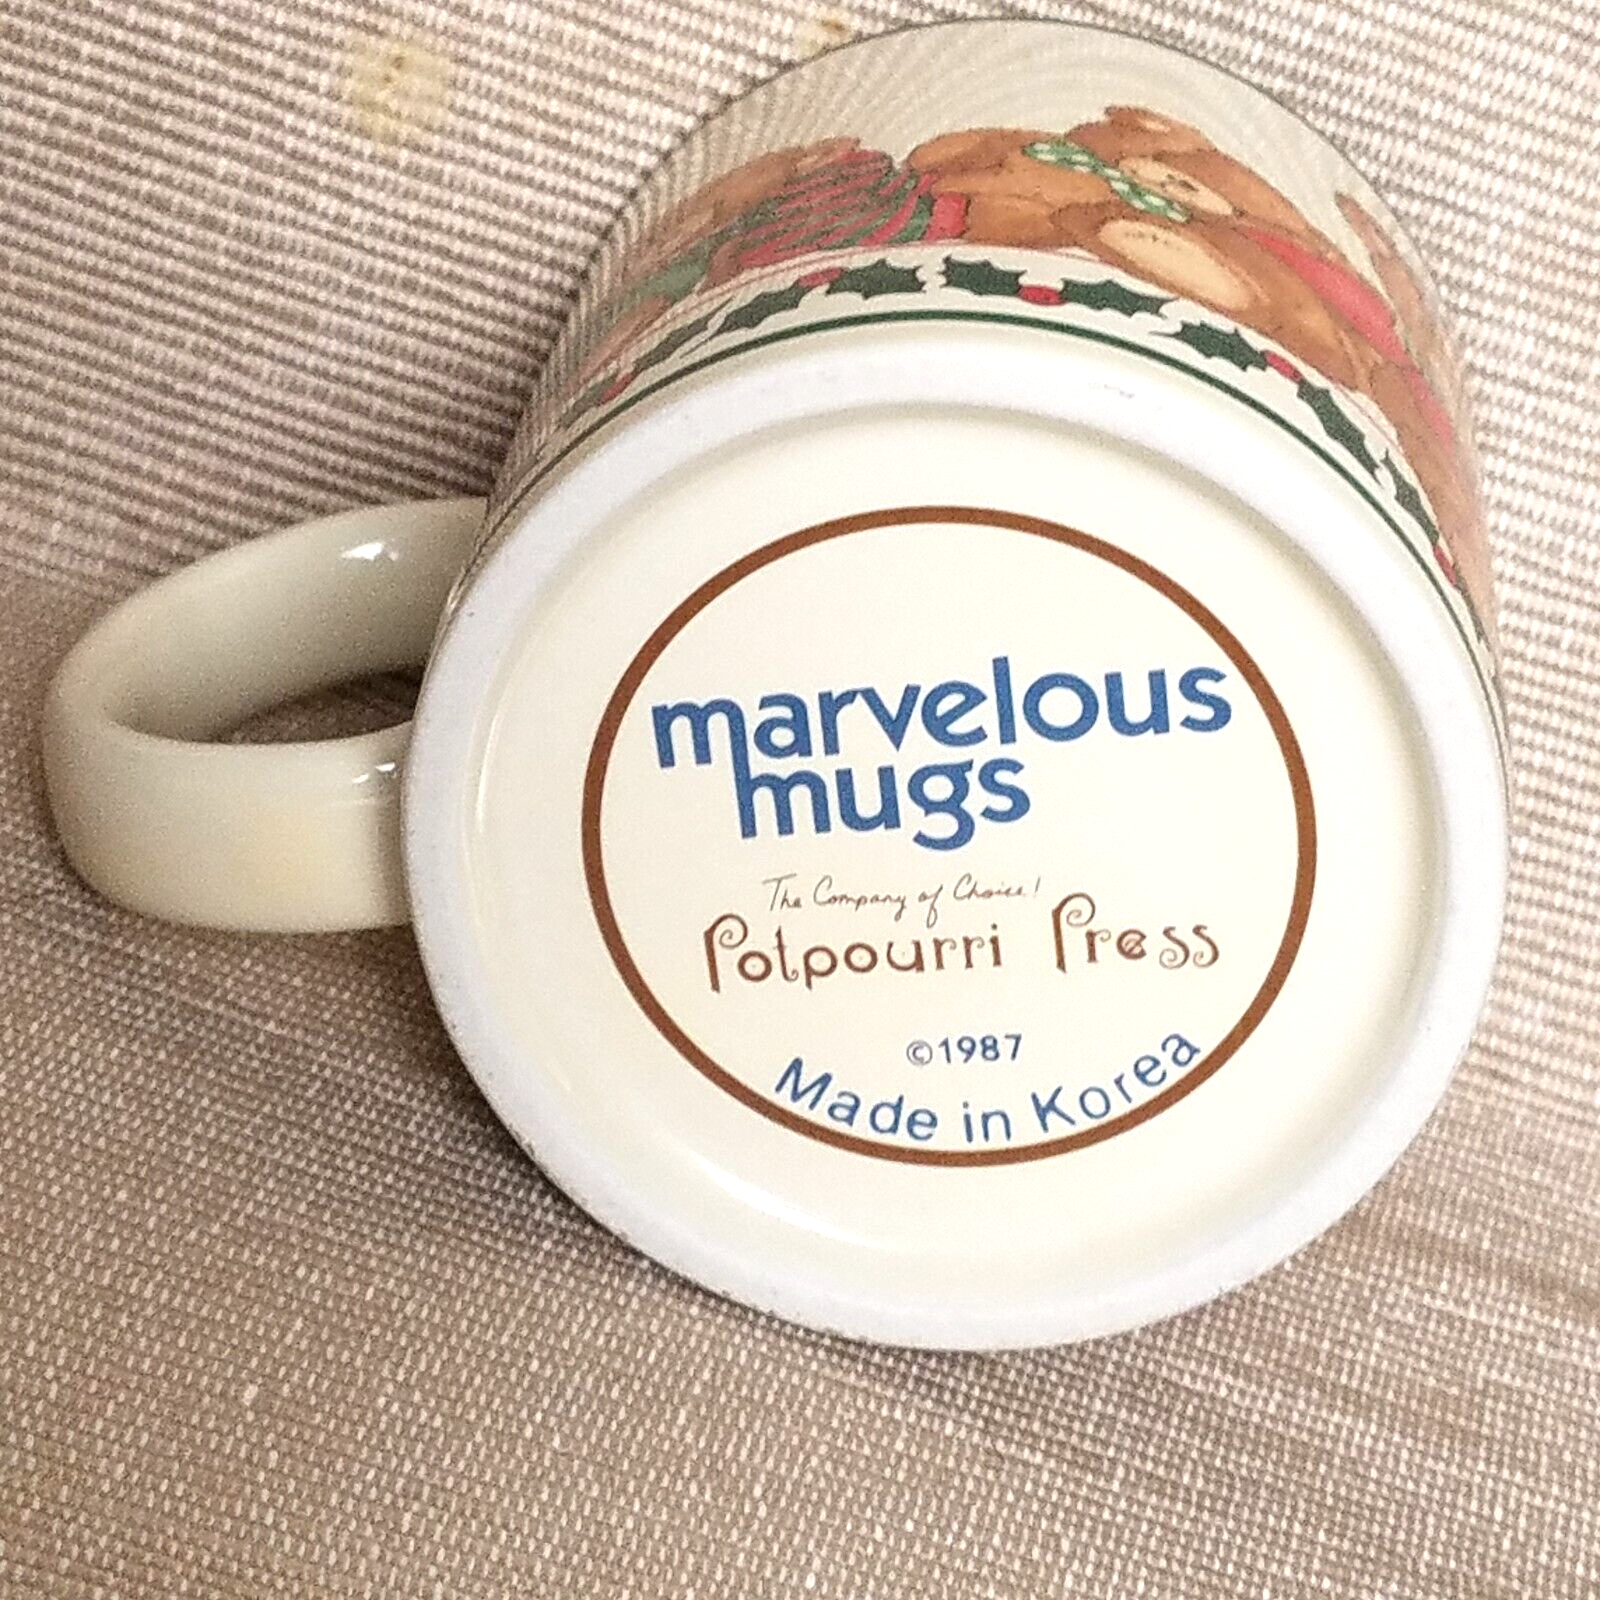 marvelous
mugs
The Company of Choice!
Potpourri Press
©1987
Made in Korea